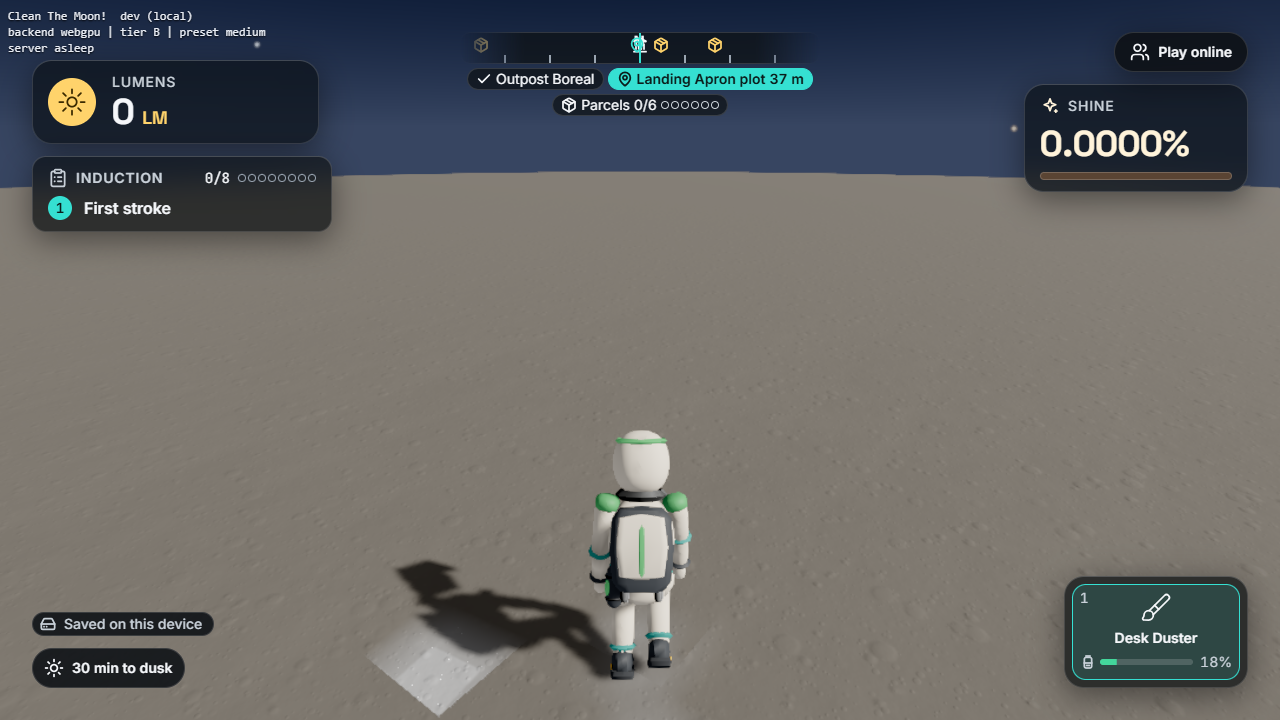 Clean The Moon! dev (local)
backend webgpu | tier B | preset medium
server asleep
LUMENS
0 LM
INDUCTION 0/8
1 First stroke
Outpost Boreal
Landing Apron plot 37 m
Parcels 0/6
Play online
SHINE
0.0000%
Saved on this device
30 min to dusk
1
Desk Duster
18%